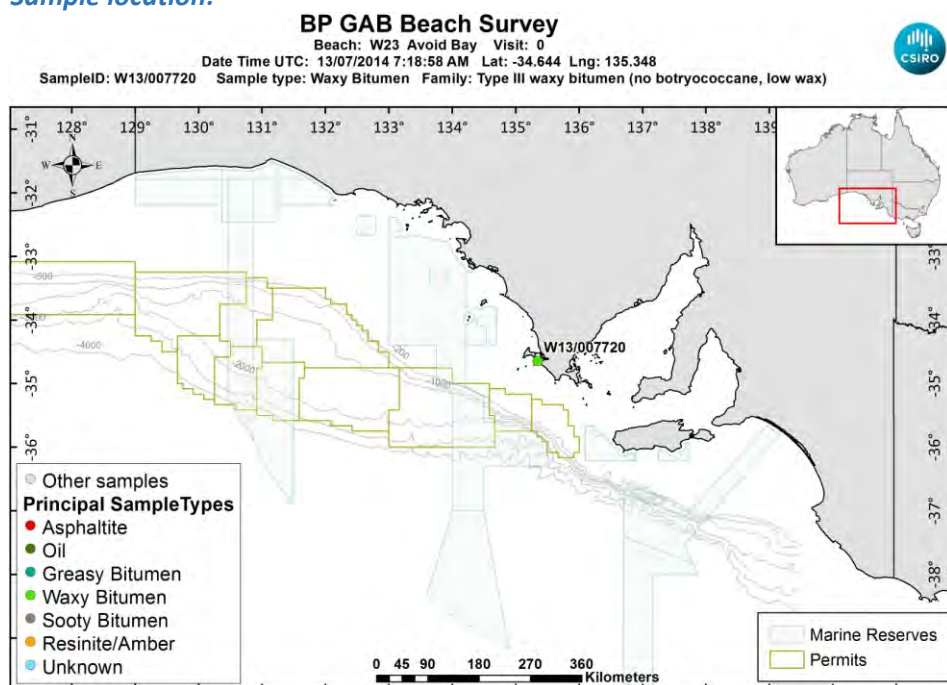 Sample location:
BP GAB Beach Survey
Beach: W23 Avoid Bay Visit: 0
Date Time UTC: 13/07/2014 7:18:58 AM Lat: -34.644 Lng: 135.348
SampleID: W13/007720 Sample type: Waxy Bitumen Family: Type III waxy bitumen (no botryococcane, low wax)
CSIRO
128° 129° 130° 131° 132° 133° 134° 135° 136° 137° 138° 139
N
W E
S
-31°
-32°
-33°
-34°
-35°
-36°
-37°
-38°
-33°
-34°
-35°
-36°
-37°
-38°
-4000
-2000
-200
-1000
W13/007720
Other samples
Principal SampleTypes
Asphaltite
Oil
Greasy Bitumen
Waxy Bitumen
Sooty Bitumen
Resinite/Amber
Unknown
0 45 90 180 270 360
Kilometers
Marine Reserves
Permits